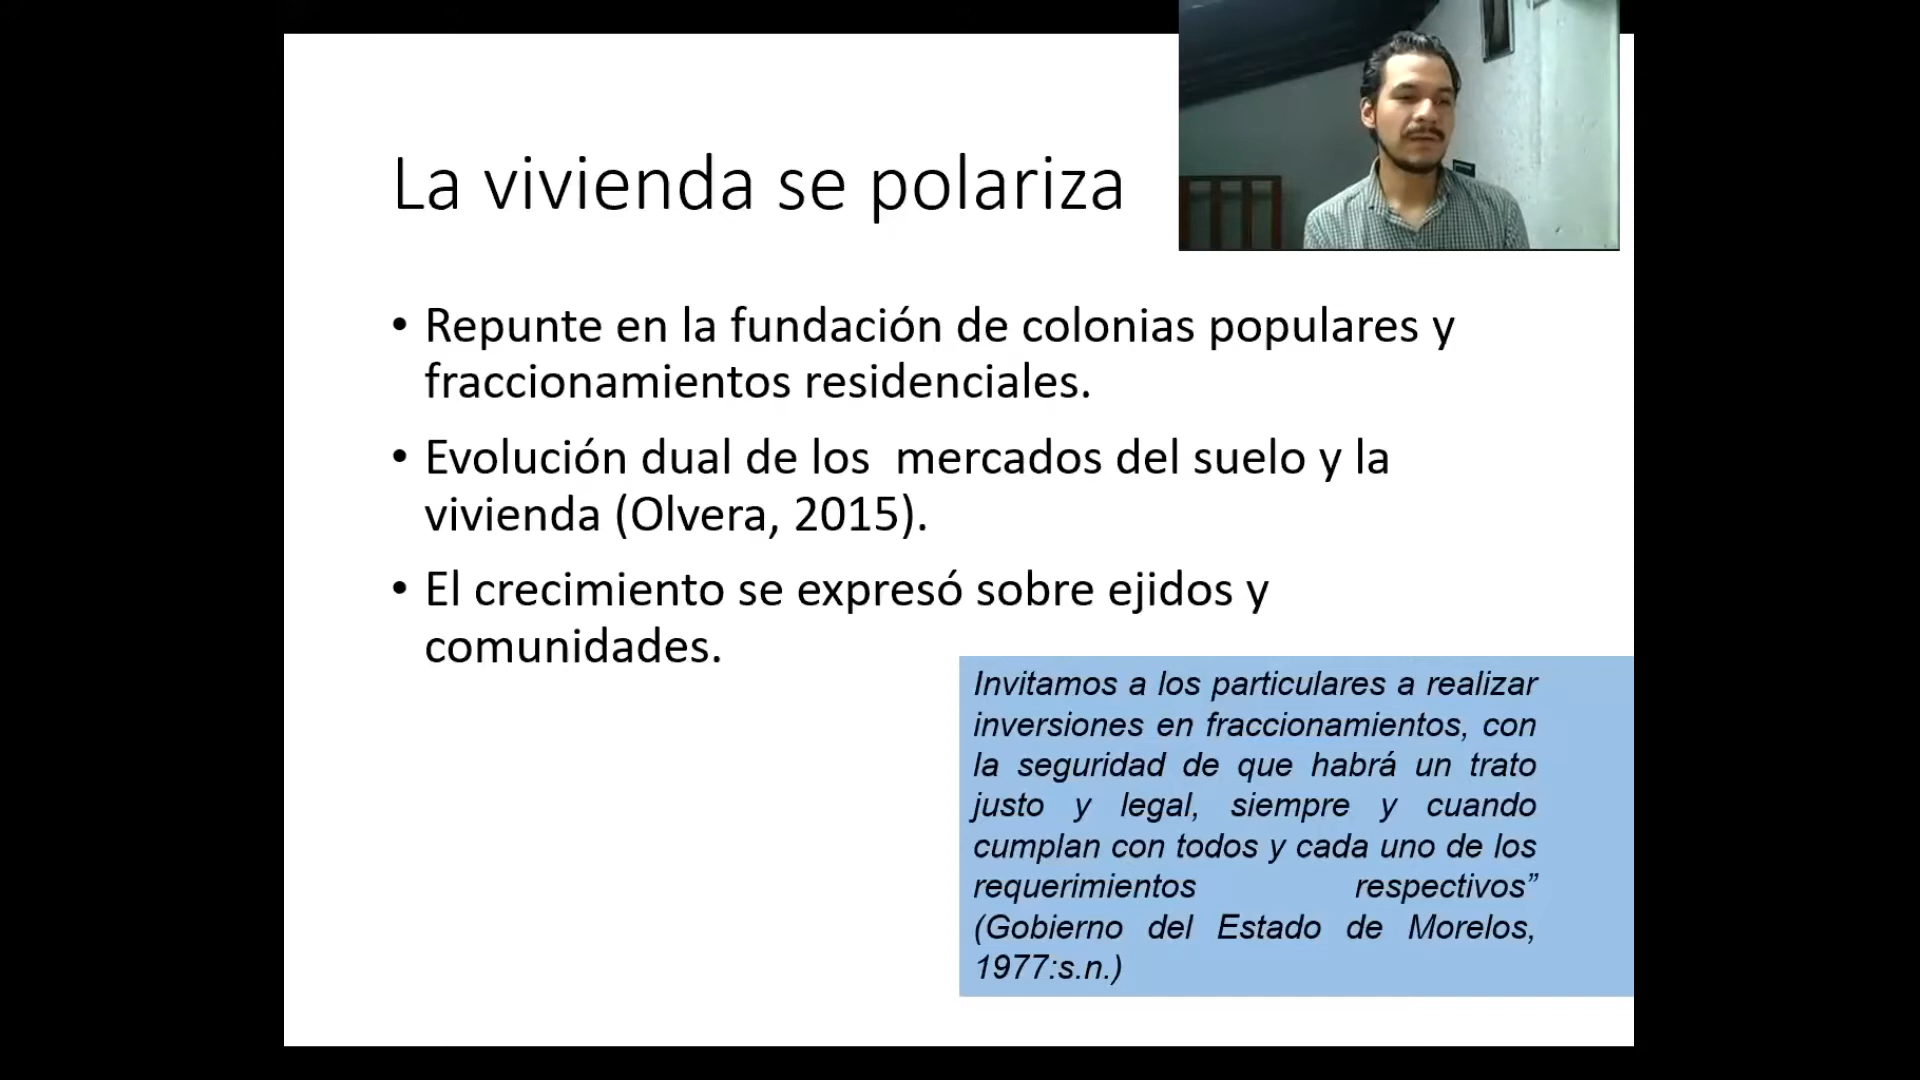 La vivienda se polariza
• Repunte en la fundación de colonias populares y
fraccionamientos residenciales.
• Evolución dual de los  mercados del suelo y la
vivienda (Olvera, 2015).
• El crecimiento se expresó sobre ejidos y
comunidades.
Invitamos a los particulares a realizar
inversiones en fraccionamientos, con
la seguridad de que habrá un trato
justo y legal, siempre y cuando
cumplan con todos y cada uno de los
requerimientos respectivos”
(Gobierno del Estado de Morelos,
1977:s.n.)